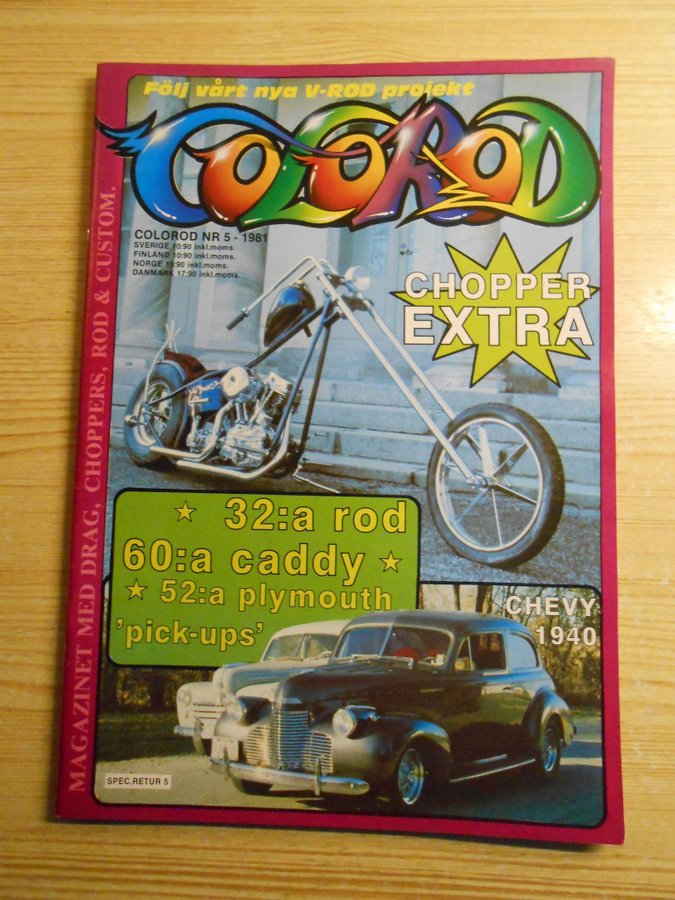 Följ vårt nya V-ROD projekt
COLOROD
COLOROD NR 5 - 1981
SVERIGE 10:90 inkl.moms.
FINLAND 10:90 inkl.moms.
NORGE 15:90 inkl.moms.
DANMARK 17:90 inkl.moms.
CHOPPER
EXTRA
32:a rod
60:a caddy
52:a plymouth
'pick-ups'
CHEVY
1940
SPEC.RETUR 5
MAGAZINET MED DRAG, CHOPPERS, ROD & CUSTOM.